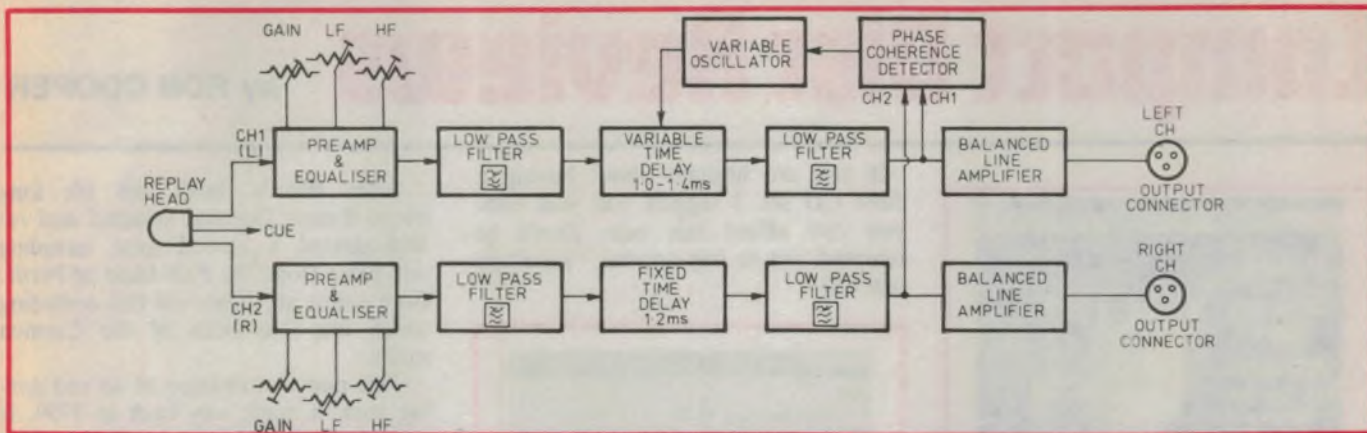 by RON COOPER
GAIN LF HF
VARIABLE
OSCILLATOR
PHASE
COHERENCE
DETECTOR
CH2 CH1
CH1
(L)
PREAMP
&
EQUALISER
LOW PASS
FILTER
VARIABLE
TIME
DELAY
1·0-1·4ms
LOW PASS
FILTER
BALANCED
LINE
AMPLIFIER
LEFT
CH
OUTPUT
CONNECTOR
REPLAY
HEAD
CUE
CH2
(R)
PREAMP
&
EQUALISER
LOW PASS
FILTER
FIXED
TIME
DELAY
1·2ms
LOW PASS
FILTER
BALANCED
LINE
AMPLIFIER
RIGHT
CH
OUTPUT
CONNECTOR
GAIN LF HF